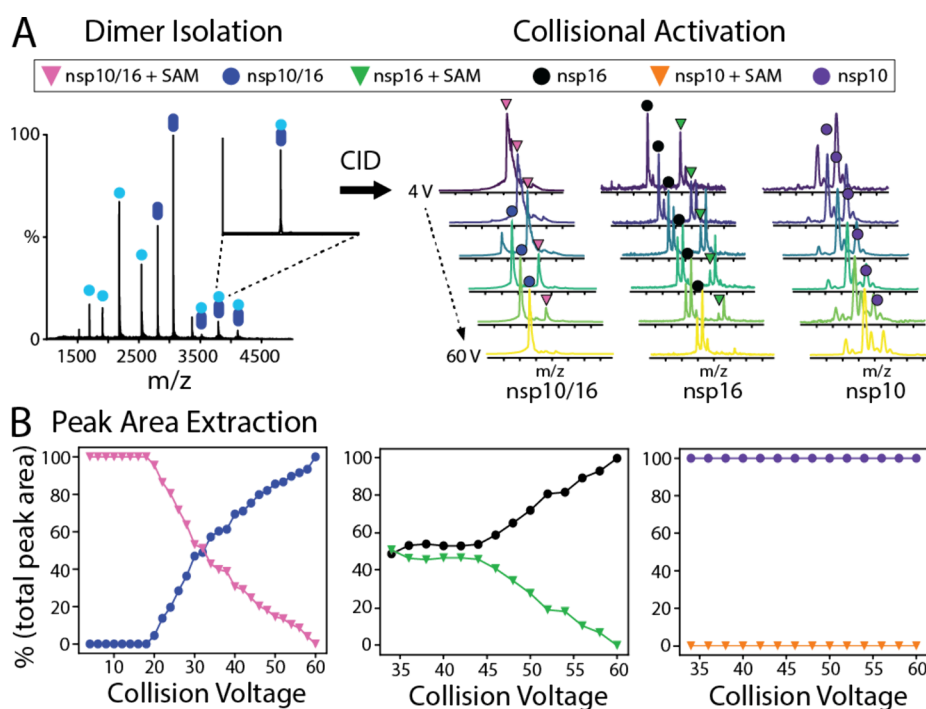 A Dimer Isolation Collisional Activation
nsp10/16 + SAM nsp10/16 nsp16 + SAM nsp16 nsp10 + SAM nsp10
100
%
0
1500 2500 3500 4500
m/z
CID
4 V
60 V
m/z m/z m/z
nsp10/16 nsp16 nsp10
B Peak Area Extraction
% (total peak area)
100 100 100
80 80 80
60 60 60
40 40 40
20 20 20
0 0 0
10 20 30 40 50 60 35 40 45 50 55 60 35 40 45 50 55 60
Collision Voltage Collision Voltage Collision Voltage